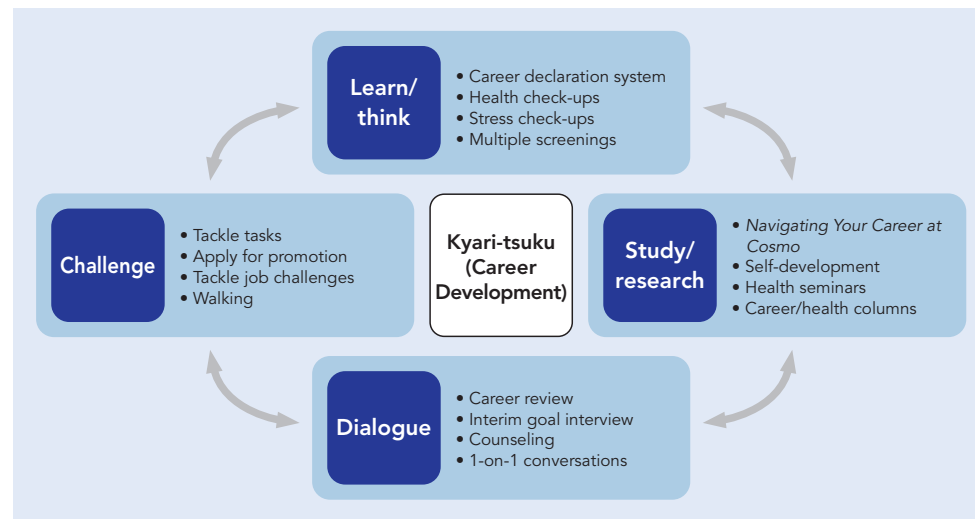 Learn/
think
• Career declaration system
• Health check-ups
• Stress check-ups
• Multiple screenings
Challenge
• Tackle tasks
• Apply for promotion
• Tackle job challenges
• Walking
Kyari-tsuku
(Career
Development)
Study/
research
• Navigating Your Career at
Cosmo
• Self-development
• Health seminars
• Career/health columns
Dialogue
• Career review
• Interim goal interview
• Counseling
• 1-on-1 conversations